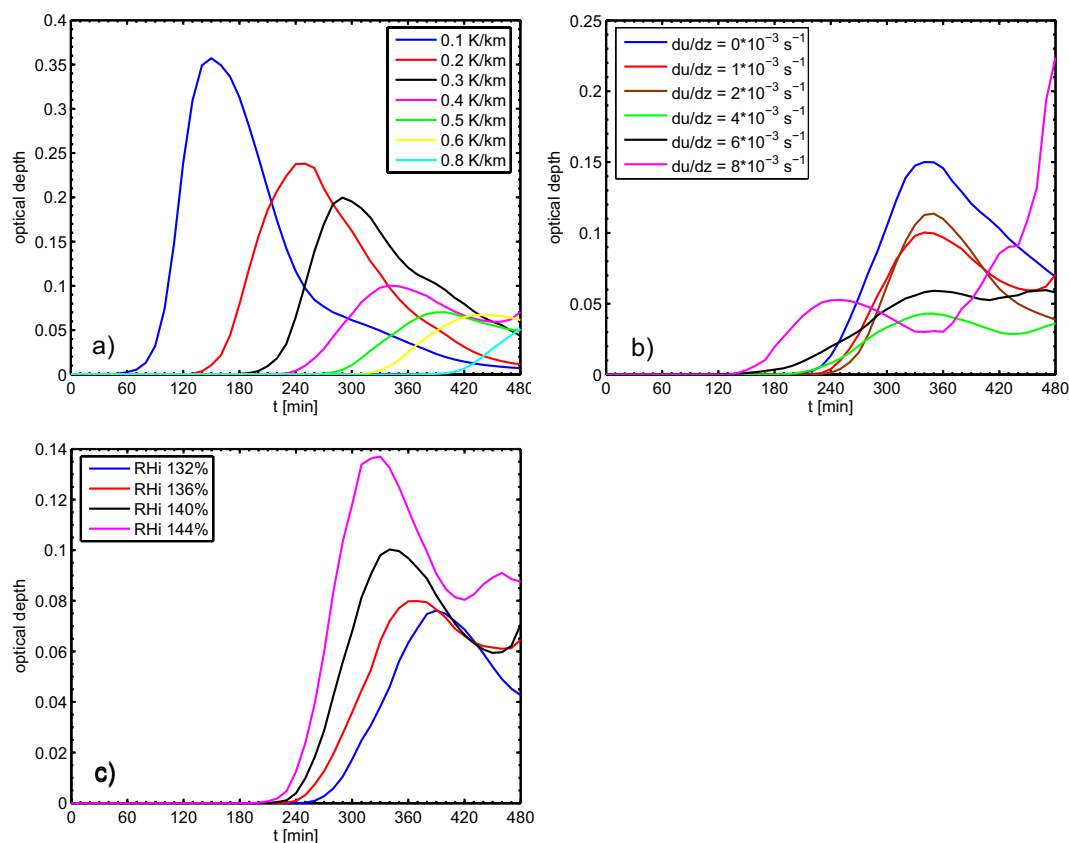 0.4
0.35
0.3
0.25
0.2
0.15
0.1
0.05
0
optical depth
0 60 120 180 240 300 360 420 480
t [min]
a)
0.1 K/km
0.2 K/km
0.3 K/km
0.4 K/km
0.5 K/km
0.6 K/km
0.8 K/km
0.25
0.2
0.15
0.1
0.05
0
optical depth
0 60 120 180 240 300 360 420 480
t [min]
b)
du/dz = 0*10⁻³ s⁻¹
du/dz = 1*10⁻³ s⁻¹
du/dz = 2*10⁻³ s⁻¹
du/dz = 4*10⁻³ s⁻¹
du/dz = 6*10⁻³ s⁻¹
du/dz = 8*10⁻³ s⁻¹
0.14
0.12
0.1
0.08
0.06
0.04
0.02
0
optical depth
0 60 120 180 240 300 360 420 480
t [min]
c)
RHi 132%
RHi 136%
RHi 140%
RHi 144%